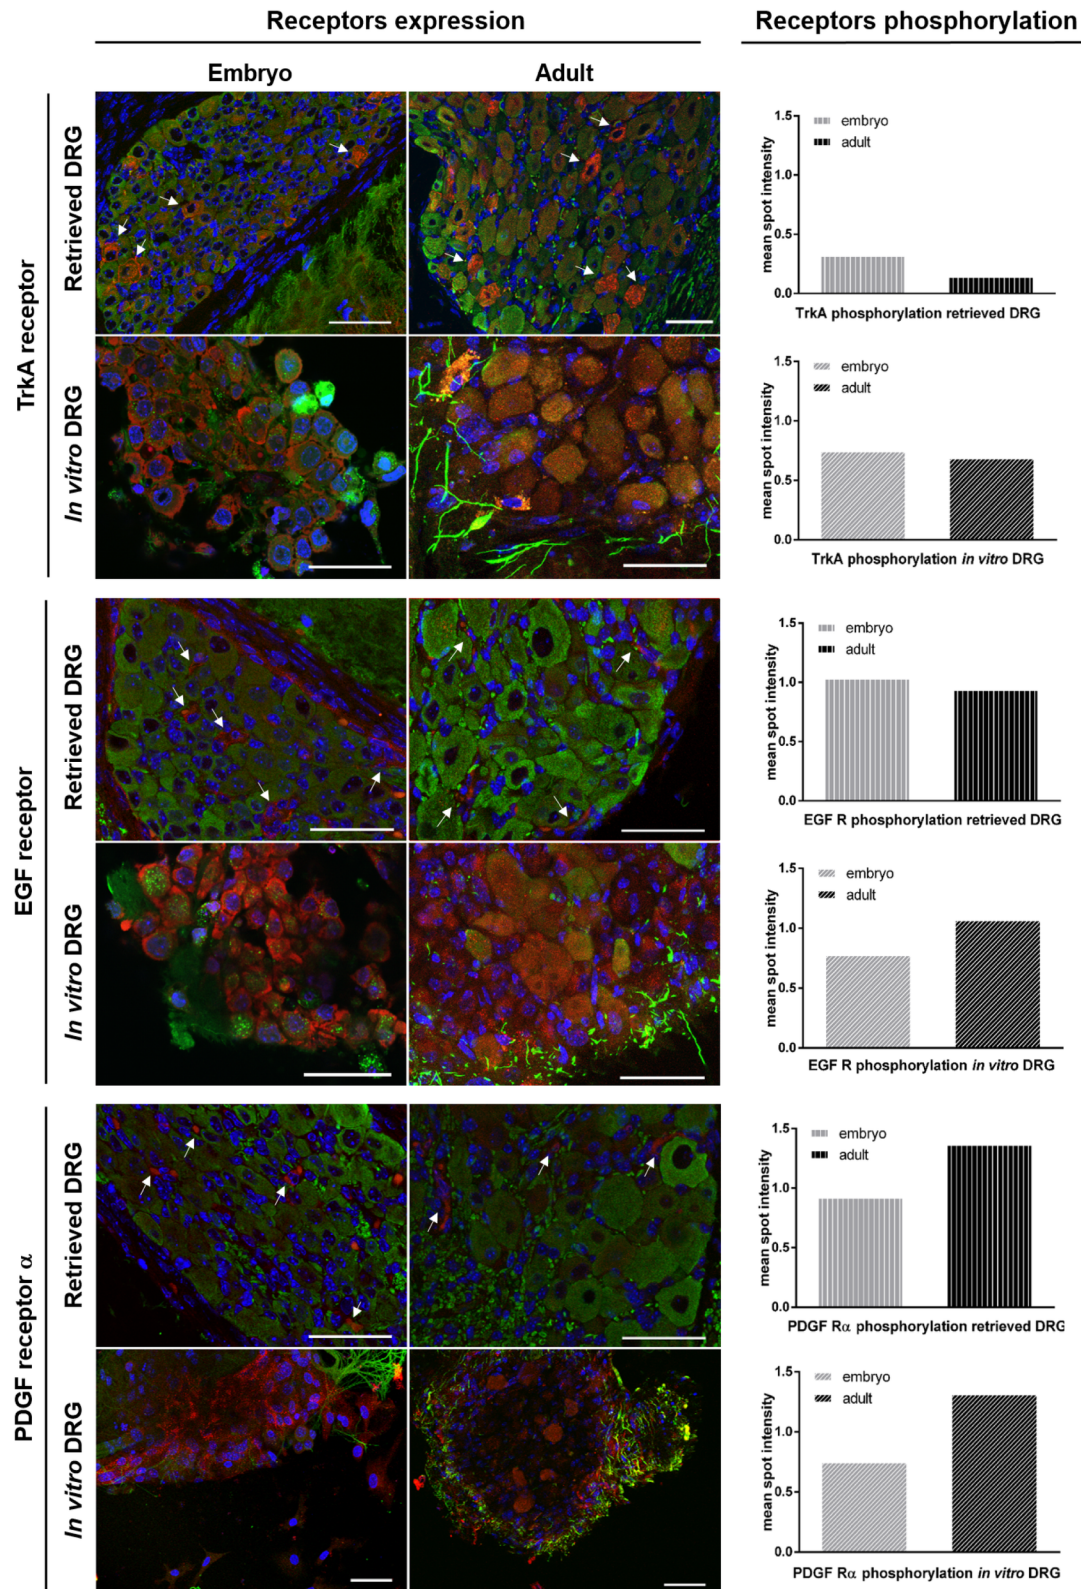 Receptors expression
Receptors phosphorylation
Embryo
Adult
TrkA receptor
Retrieved DRG
embryo
adult
mean spot intensity
1.5
1.0
0.5
0.0
TrkA phosphorylation retrieved DRG
In vitro DRG
embryo
adult
mean spot intensity
1.5
1.0
0.5
0.0
TrkA phosphorylation in vitro DRG
EGF receptor
Retrieved DRG
embryo
adult
mean spot intensity
1.5
1.0
0.5
0.0
EGF R phosphorylation retrieved DRG
In vitro DRG
embryo
adult
mean spot intensity
1.5
1.0
0.5
0.0
EGF R phosphorylation in vitro DRG
PDGF receptor α
Retrieved DRG
embryo
adult
mean spot intensity
1.5
1.0
0.5
0.0
PDGF Rα phosphorylation retrieved DRG
In vitro DRG
embryo
adult
mean spot intensity
1.5
1.0
0.5
0.0
PDGF Rα phosphorylation in vitro DRG